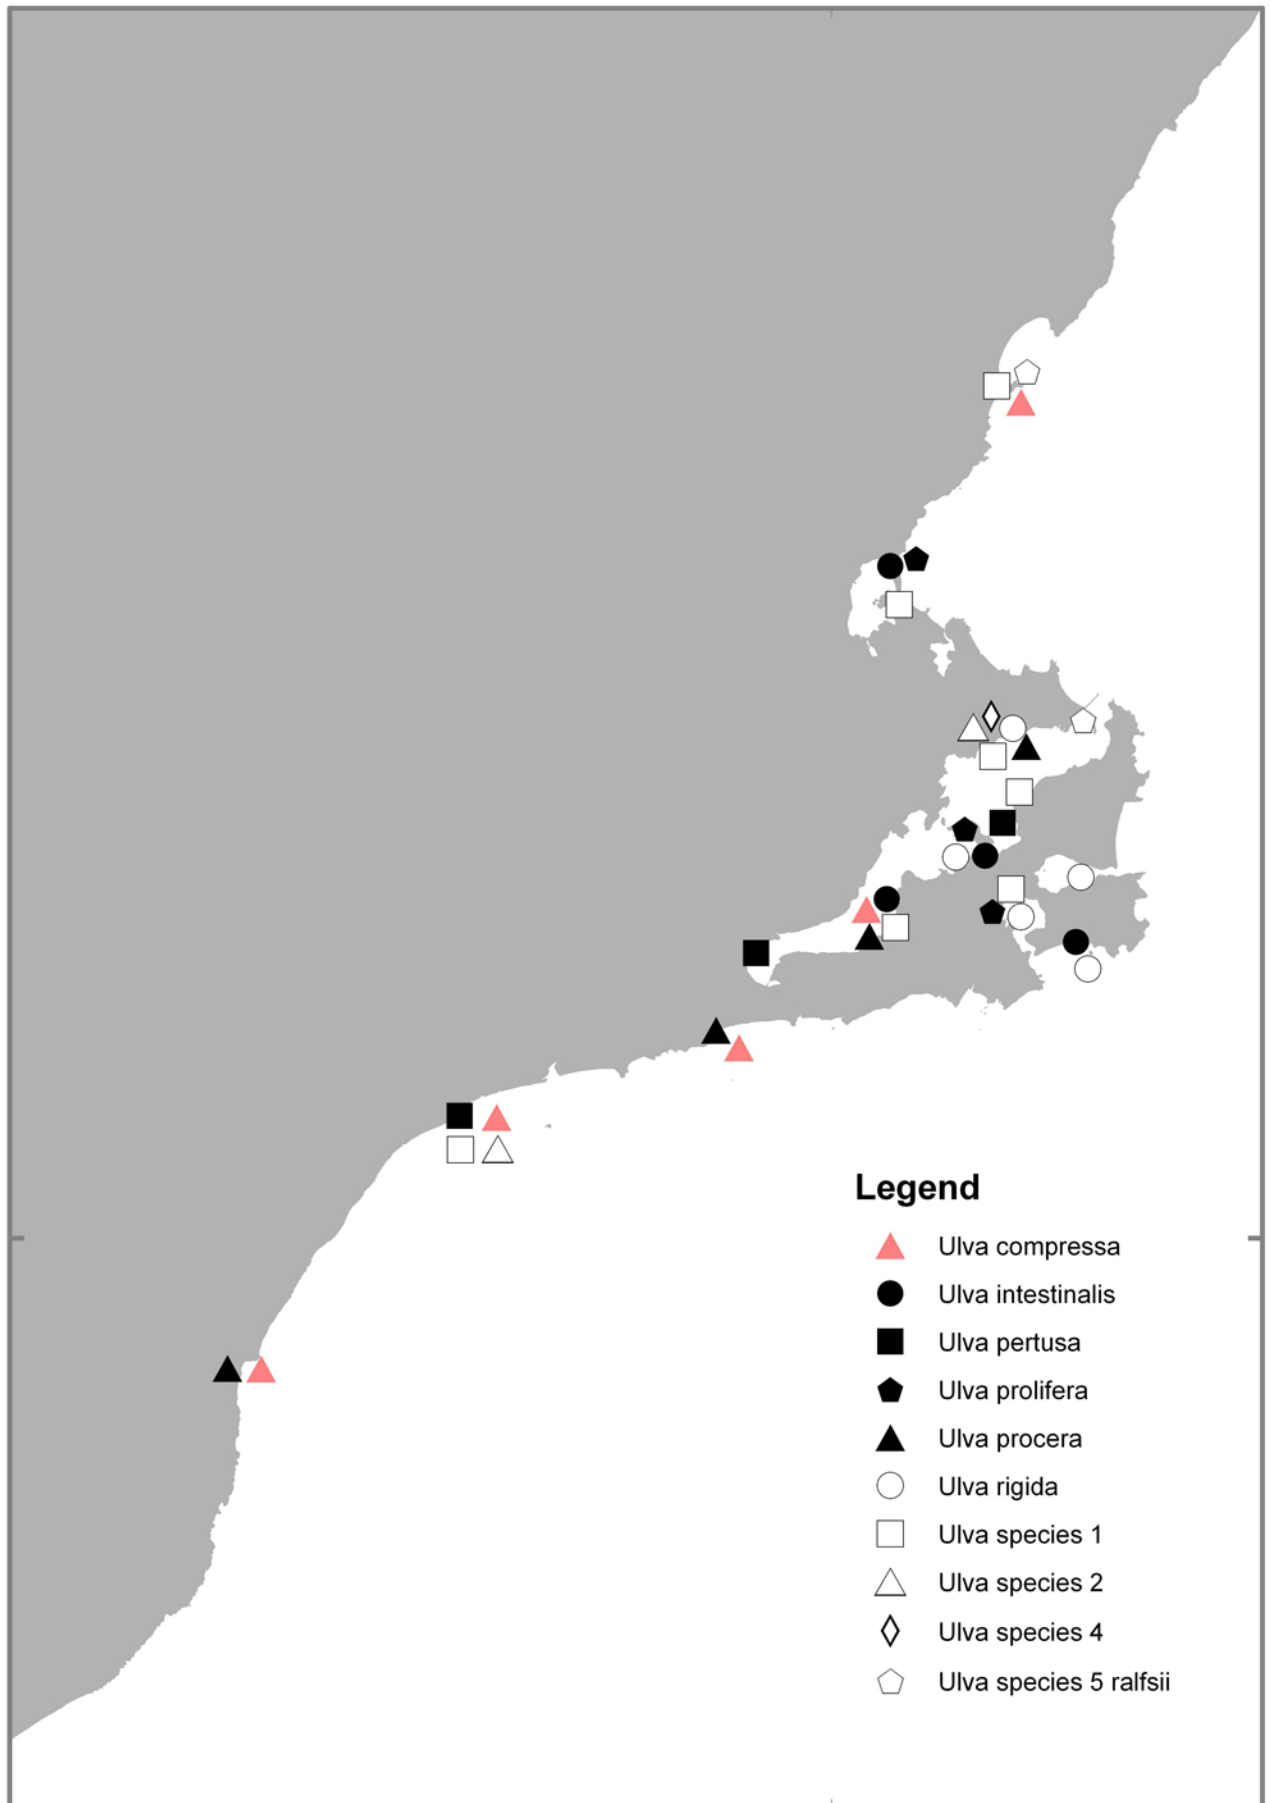 Legend
Ulva compressa
Ulva intestinalis
Ulva pertusa
Ulva prolifera
Ulva procera
Ulva rigida
Ulva species 1
Ulva species 2
Ulva species 4
Ulva species 5 ralfsii